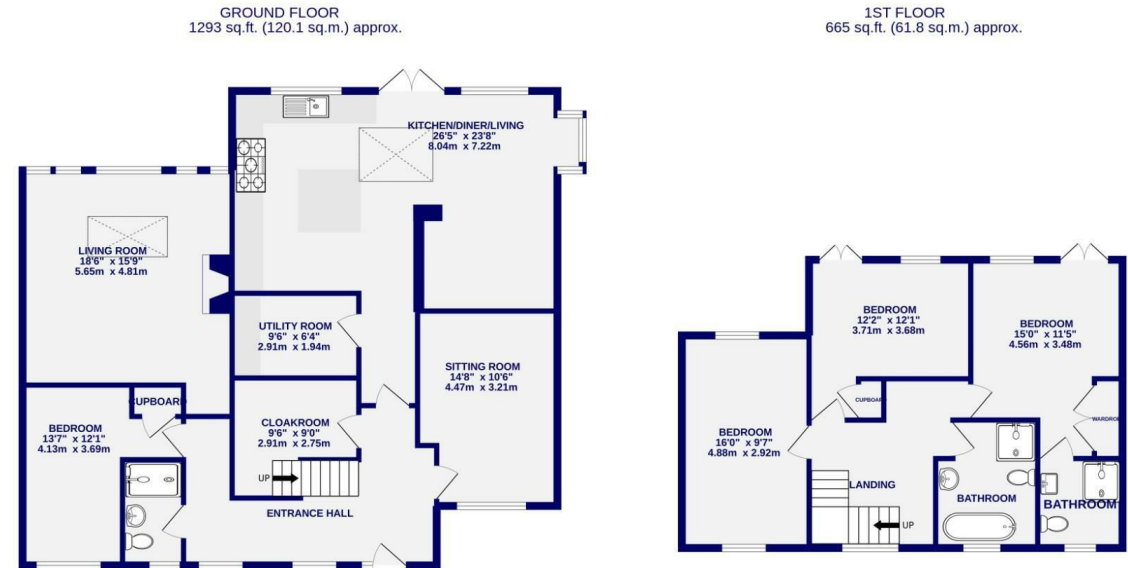 GROUND FLOOR
1293 sq.ft. (120.1 sq.m.) approx.
KITCHEN/DINER/LIVING
26'5" x 23'8"
8.04m x 7.22m
LIVING ROOM
18'6" x 15'9"
5.65m x 4.81m
UTILITY ROOM
9'6" x 6'4"
2.91m x 1.94m
SITTING ROOM
14'8" x 10'6"
4.47m x 3.21m
CUPBOARD
BEDROOM
13'7" x 12'1"
4.13m x 3.69m
CLOAKROOM
9'6" x 9'0"
2.91m x 2.75m
UP
ENTRANCE HALL
1ST FLOOR
665 sq.ft. (61.8 sq.m.) approx.
BEDROOM
12'2" x 12'1"
3.71m x 3.68m
BEDROOM
15'0" x 11'5"
4.56m x 3.48m
CUPBOARD
WARDROBE
BEDROOM
16'0" x 9'7"
4.88m x 2.92m
LANDING
UP
BATHROOM
BATHROOM